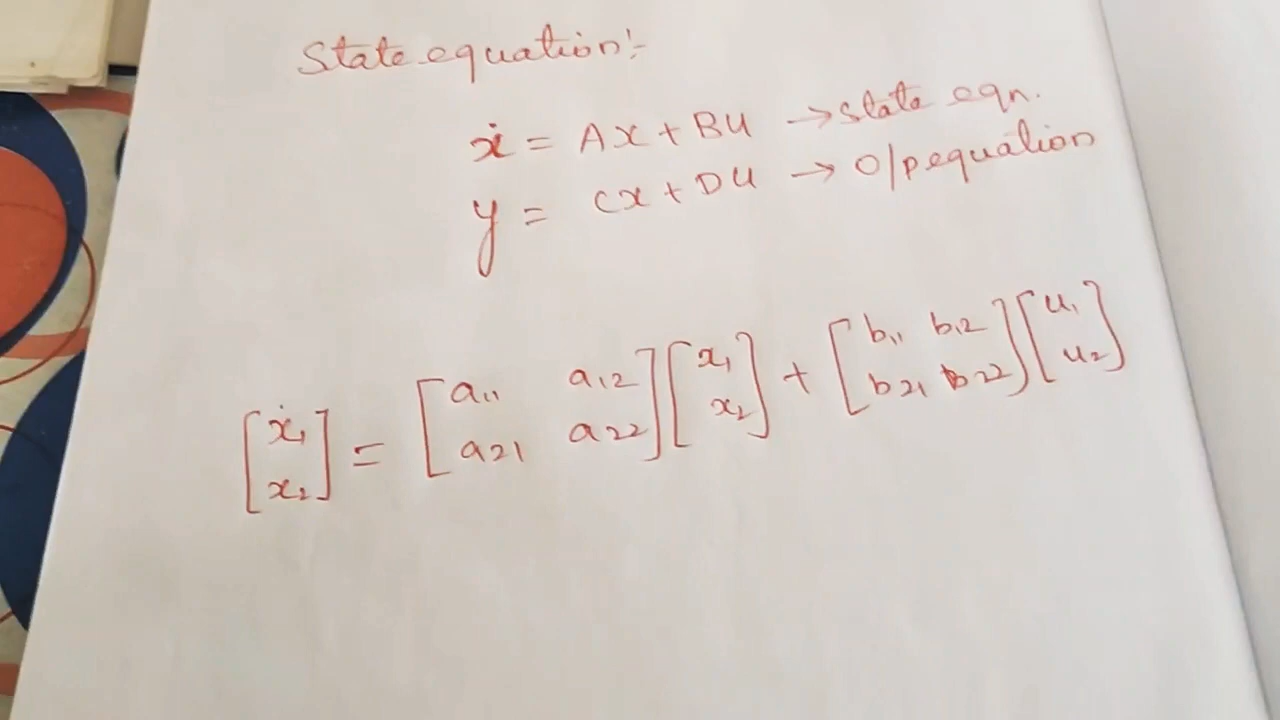 State equation:-
ẋ = Ax + BU → state eqn.
y = Cx + DU → O/p equation
[ẋ₁ x₂] = [a₁₁ a₁₂ a₂₁ a₂₂] [x₁ x₂] + [b₁₁ b₁₂ b₂₁ b₂₂] [u₁ u₂]